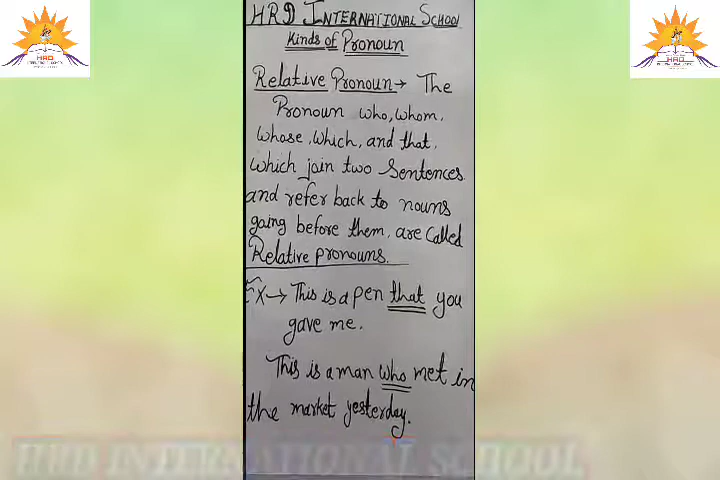 HRD INTERNATIONAL SCHOOL
Kinds of Pronoun
Relative Pronoun → The
Pronoun who, whom,
whose, which, and that,
which join two Sentences
and refer back to nouns
going before them, are called
Relative pronouns.
Ex → This is a pen that you
gave me.
This is a man who met in
the market yesterday.
HRD INTERNATIONAL SCHOOL
HRD
HRD